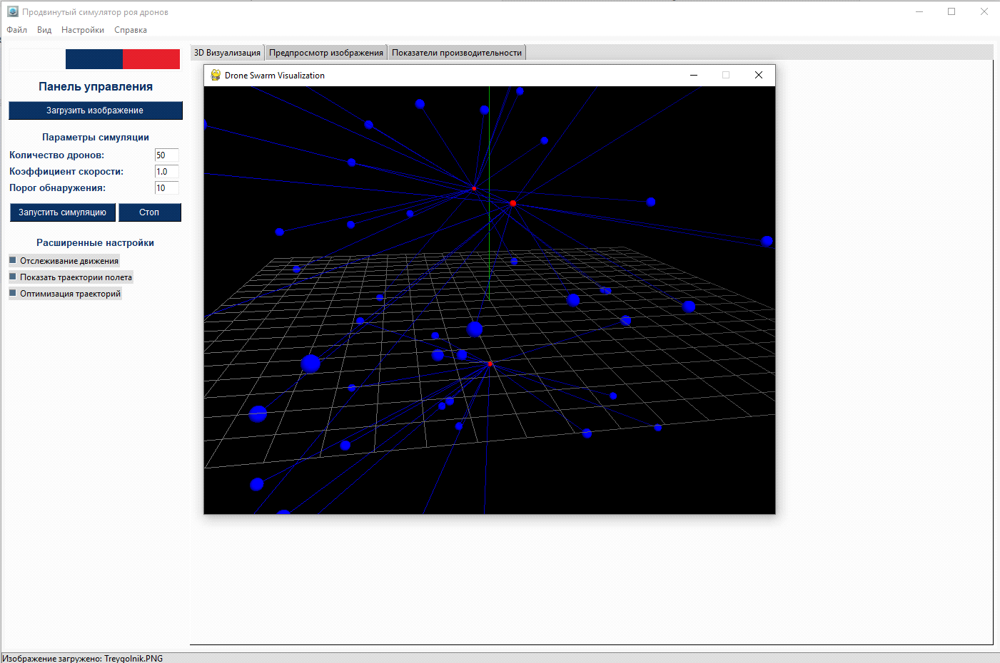 Продвинутый симулятор роя дронов
Файл Вид Настройки Справка
3D Визуализация Предпросмотр изображения Показатели производительности
Drone Swarm Visualization
Панель управления
Загрузить изображение
Параметры симуляции
Количество дронов: 50
Коэффициент скорости: 1.0
Порог обнаружения: 10
Запустить симуляцию Стоп
Расширенные настройки
Отслеживание движения
Показать траектории полета
Оптимизация траекторий
Изображение загружено: Treygolnik.PNG